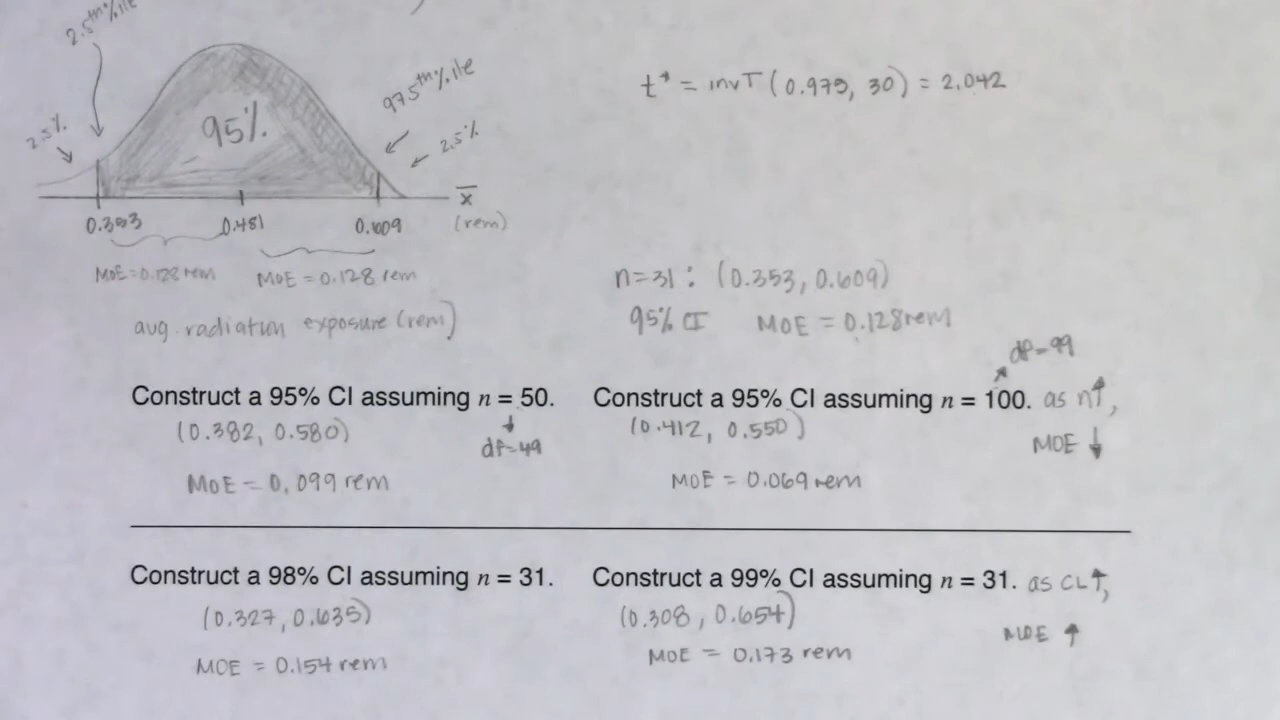 2.5th%ile
97.5th%ile
2.5%
95%
2.5%
t* = invT(0.975, 30) = 2.042
x̄
0.353 0.481 0.609 (rem)
MoE=0.128 rem MoE = 0.128 rem
avg. radiation exposure (rem)
n=31: (0.353, 0.609)
95% CI MOE = 0.128 rem
df=99
Construct a 95% CI assuming n = 50. Construct a 95% CI assuming n = 100. as n↑,
(0.382, 0.580) (0.412, 0.550)
df=49 MOE ↓
MoE = 0.099 rem MOE = 0.069 rem
Construct a 98% CI assuming n = 31. Construct a 99% CI assuming n = 31. as CL↑,
(0.327, 0.635) (0.308, 0.654)
MOE ↑
MOE = 0.154 rem MOE = 0.173 rem